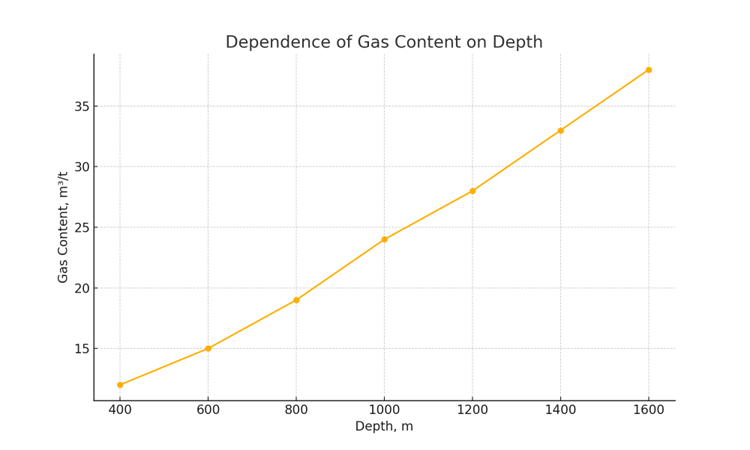 Dependence of Gas Content on Depth
Gas Content, m³/t
35
30
25
20
15
400 600 800 1000 1200 1400 1600
Depth, m